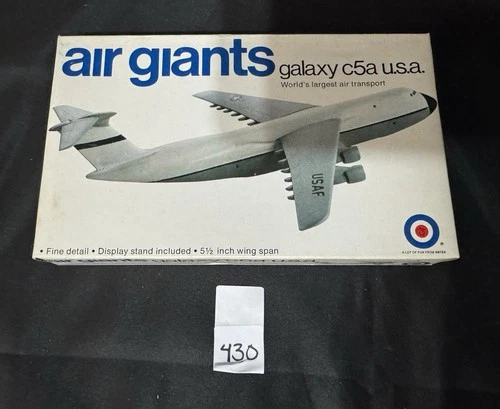 air giants
galaxy c5a u.s.a.
World's largest air transport
USAF
• Fine detail • Display stand included • 5½ inch wing span
430